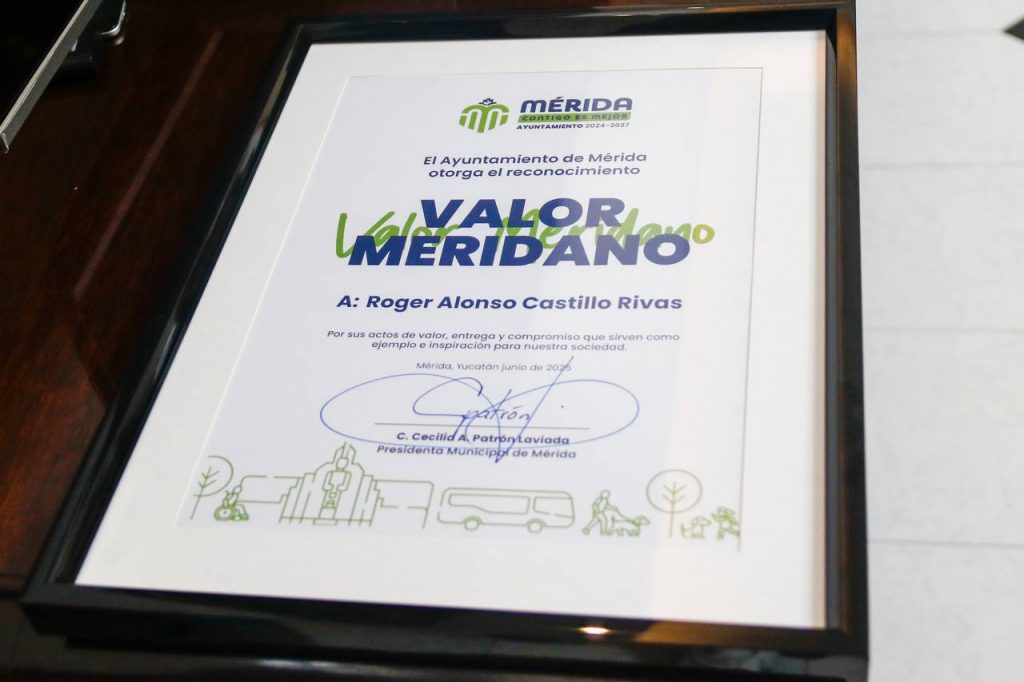 MÉRIDA
CONTIGO ES MEJOR
AYUNTAMIENTO 2024-2027
El Ayuntamiento de Mérida
otorga el reconocimiento
Valor Meridano
VALOR
MERIDANO
A: Roger Alonso Castillo Rivas
Por sus actos de valor, entrega y compromiso que sirven como
ejemplo e inspiración para nuestra sociedad.
Mérida, Yucatán junio de 2025
Cpatrón
C. Cecilia A. Patrón Laviada
Presidenta Municipal de Mérida